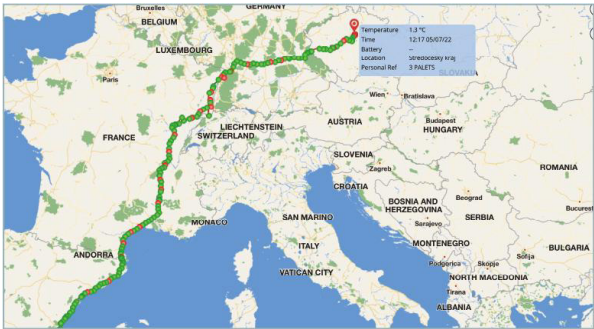 Bruxelles
GERMANY
BELGIUM
LUXEMBOURG
Paris
Temperature 1,3 °C
Time 12:17 05/07/22
Battery --
Location Stredocesky kraj
Personal Ref 3 PALETS
SLOVAKIA
Wien
Bratislava
LIECHTENSTEIN
SWITZERLAND
AUSTRIA
Budapest
HUNGARY
FRANCE
SLOVENIA
Zagreb
CROATIA
ROMANIA
BOSNIA AND
HERZEGOVINA
Beograd
SERBIA
Bucuresti
MONACO
SAN MARINO
Sarajevo
ITALY
MONTENEGRO
ANDORRA
Podgorica
Skopje
Sofija
BULGARIA
VATICAN CITY
NORTH MACEDONIA
Tirana
ALBANIA